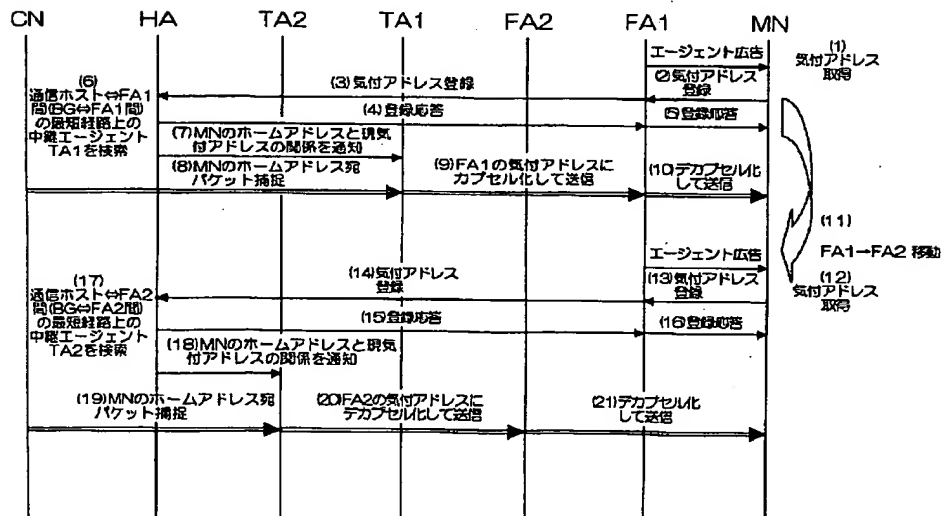 CN HA TA2 TA1 FA2 FA1 MN
エージェント広告
(1)
気付アドレス
取得
(2)気付アドレス
登録
(3)気付アドレス登録
(4)登録応答
(5)登録応答
(6)
通信ホスト⇔FA1
間(BG⇔FA1間)
の最短経路上の
中継エージェント
TA1を検索
(7)MNのホームアドレスと現気
付アドレスの関係を通知
(8)MNのホームアドレス宛
パケット捕捉
(9)FA1の気付アドレスに
カプセル化して送信
(10)デカプセル化
して送信
(11)
FA1→FA2 移動
エージェント広告
(12)
気付アドレス
取得
(13)気付アドレス
登録
(14)気付アドレス
登録
(15)登録応答
(16)登録応答
(17)
通信ホスト⇔FA2
間(BG⇔FA2間)
の最短経路上の
中継エージェント
TA2を検索
(18)MNのホームアドレスと現気
付アドレスの関係を通知
(19)MNのホームアドレス宛
パケット捕捉
(20)FA2の気付アドレスに
デカプセル化して送信
(21)デカプセル化
して送信